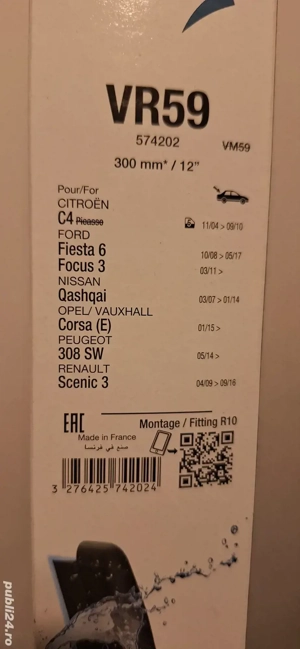 VR59
574202
VM59
300 mm* / 12"
Pour/For
CITROËN
C4 Picasso 11/04 > 09/10
FORD
Fiesta 6 10/08 > 05/17
Focus 3 03/11 >
NISSAN
Qashqai 03/07 > 01/14
OPEL/ VAUXHALL
Corsa (E) 01/15 >
PEUGEOT
308 SW 05/14 >
RENAULT
Scenic 3 04/09 > 09/16
EAC
Montage / Fitting R10
Made in France
صنع في فرنسا
3 276425 742024
publi24.ro